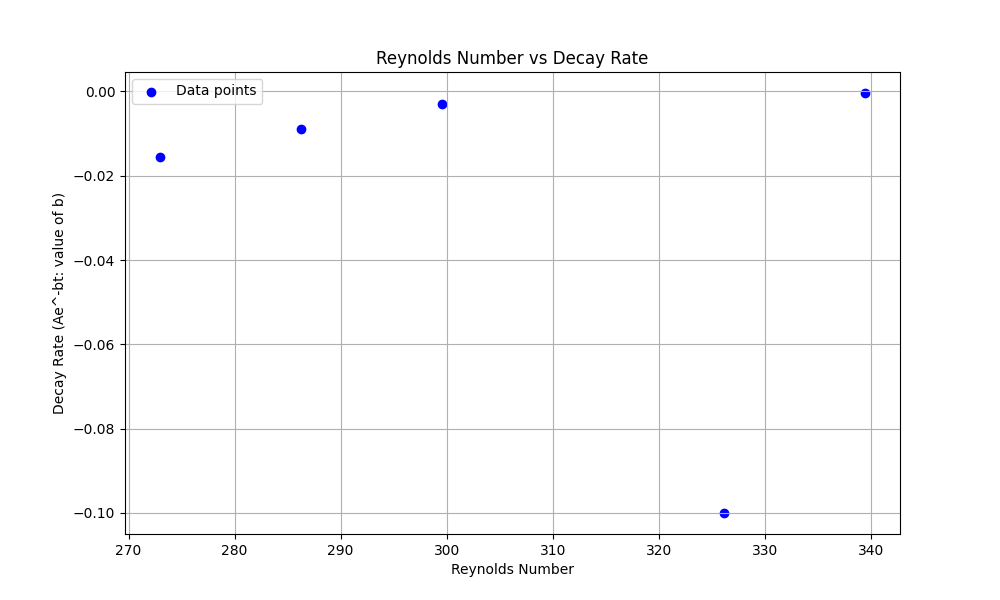 Reynolds Number vs Decay Rate
Data points
0.00
−0.02
−0.04
−0.06
−0.08
−0.10
Decay Rate (Ae^-bt: value of b)
270 280 290 300 310 320 330 340
Reynolds Number